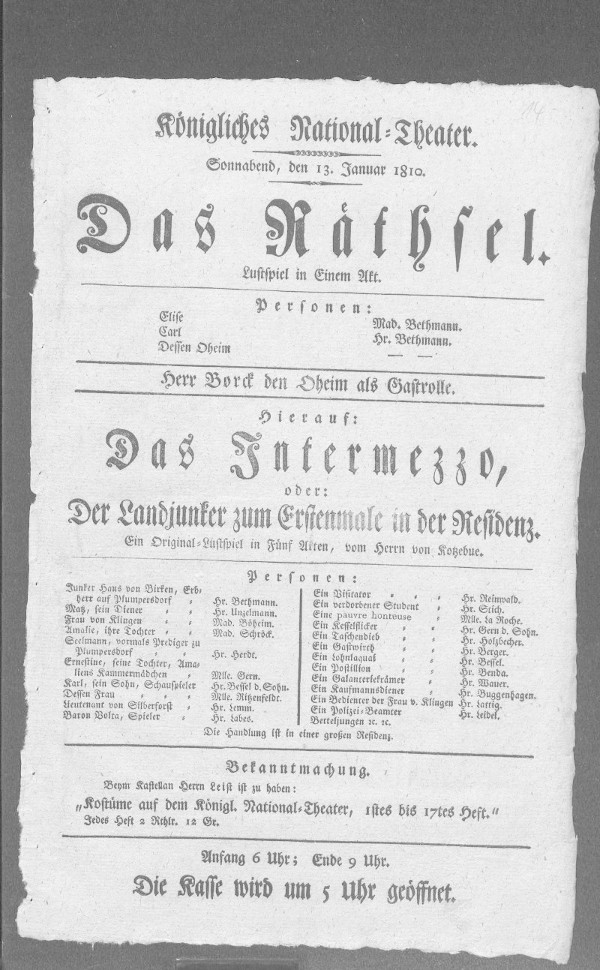 14
Königliches National-Theater.
Sonnabend, den 13. Januar 1810.
Das Räthsel.
Lustspiel in Einem Akt.
Personen:
Elise Mad. Bethmann.
Carl Hr. Bethmann.
Dessen Oheim — —
Herr Borck den Oheim als Gastrolle.
Hierauf:
Das Intermezzo,
oder:
Der Landjunker zum Erstenmale in der Residenz.
Ein Original-Lustspiel in Fünf Akten, vom Herrn von Kotzebue.
Personen:
Junker Hans von Birken, Erb-
herr auf Plumpersdorf Hr. Bethmann.
Matz, sein Diener Hr. Unzelmann.
Frau von Klingen Mad. Böheim.
Amalie, ihre Tochter Mad. Schröck.
Seelmann, vormals Prediger zu
Plumpersdorf Hr. Herdt.
Ernestine, seine Tochter, Ama-
liens Kammermädchen Mlle. Gern.
Karl, sein Sohn, Schauspieler Hr. Bessel d. Sohn.
Dessen Frau Mlle. Ritzenfeldt.
Lieutenant von Silberforst Hr. Lemm.
Baron Volta, Spieler Hr. Labes.
Ein Visitator Hr. Reinwald.
Ein verdorbener Student Hr. Stich.
Eine pauvre honteuse Mlle. La Roche.
Ein Kesselflicker Hr. Gern d. Sohn.
Ein Taschendieb Hr. Holzbecher.
Ein Gastwirth Hr. Berger.
Ein Lohnlaquai Hr. Bessel.
Ein Postillon Hr. Benda.
Ein Galanteriekrämer Hr. Wauer.
Ein Kaufmannsdiener Hr. Buggenhagen.
Ein Bedienter der Frau v. Klingen Hr. Lattig.
Ein Polizei-Beamter Hr. Leidel.
Berteljungen ꝛc. ꝛc.
Die Handlung ist in einer großen Residenz.
Bekanntmachung.
Beym Kastellan Herrn Leist ist zu haben:
„Kostüme auf dem Königl. National-Theater, 1stes bis 17tes Heft.“
Jedes Heft 2 Rthlr. 12 Gr.
Anfang 6 Uhr; Ende 9 Uhr.
Die Kasse wird um 5 Uhr geöffnet.